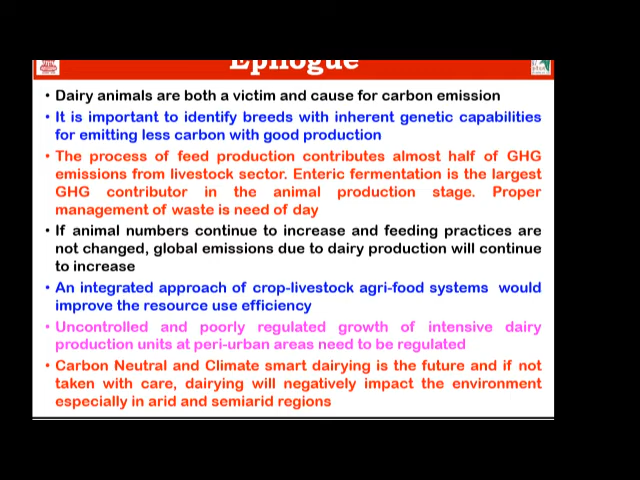 Epilogue
• Dairy animals are both a victim and cause for carbon emission
• It is important to identify breeds with inherent genetic capabilities
for emitting less carbon with good production
• The process of feed production contributes almost half of GHG
emissions from livestock sector. Enteric fermentation is the largest
GHG contributor in the animal production stage. Proper
management of waste is need of day
• If animal numbers continue to increase and feeding practices are
not changed, global emissions due to dairy production will continue
to increase
• An integrated approach of crop-livestock agri-food systems would
improve the resource use efficiency
• Uncontrolled and poorly regulated growth of intensive dairy
production units at peri-urban areas need to be regulated
• Carbon Neutral and Climate smart dairying is the future and if not
taken with care, dairying will negatively impact the environment
especially in arid and semiarid regions